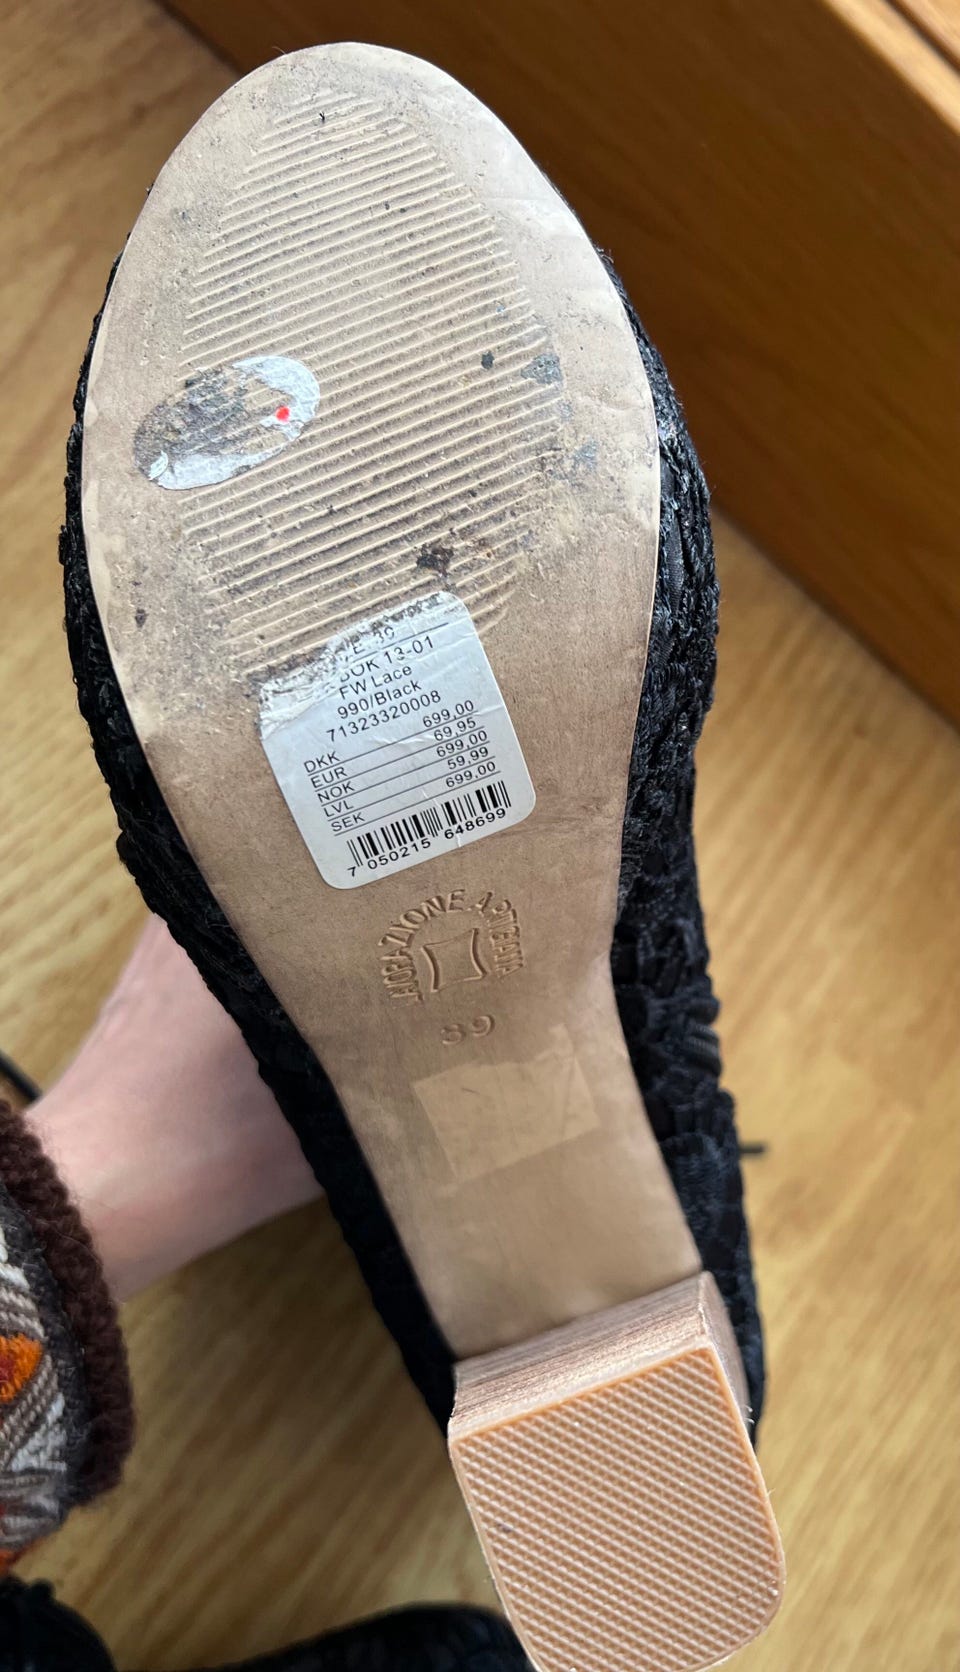 13-01
FW Lace
990/Black
71323320008
DKK 699,00
EUR 69,95
NOK 699,00
LVL 59,99
SEK 699,00
7 050215 648699
LAVORAZIONE ARTIGIANA
39